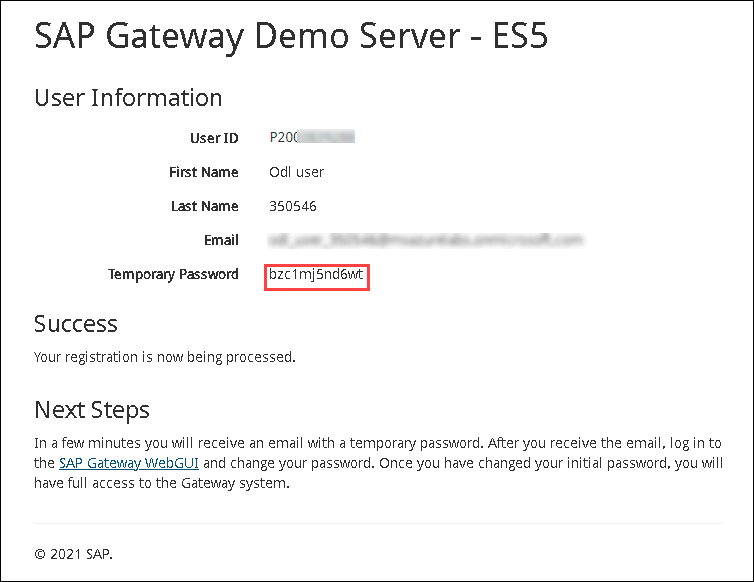 SAP Gateway Demo Server - ES5
User Information
User ID P200
First Name Odl user
Last Name 350546
Email
Temporary Password bzc1mj5nd6wt
Success
Your registration is now being processed.
Next Steps
In a few minutes you will receive an email with a temporary password. After you receive the email, log in to
the SAP Gateway WebGUI and change your password. Once you have changed your initial password, you will
have full access to the Gateway system.
© 2021 SAP.